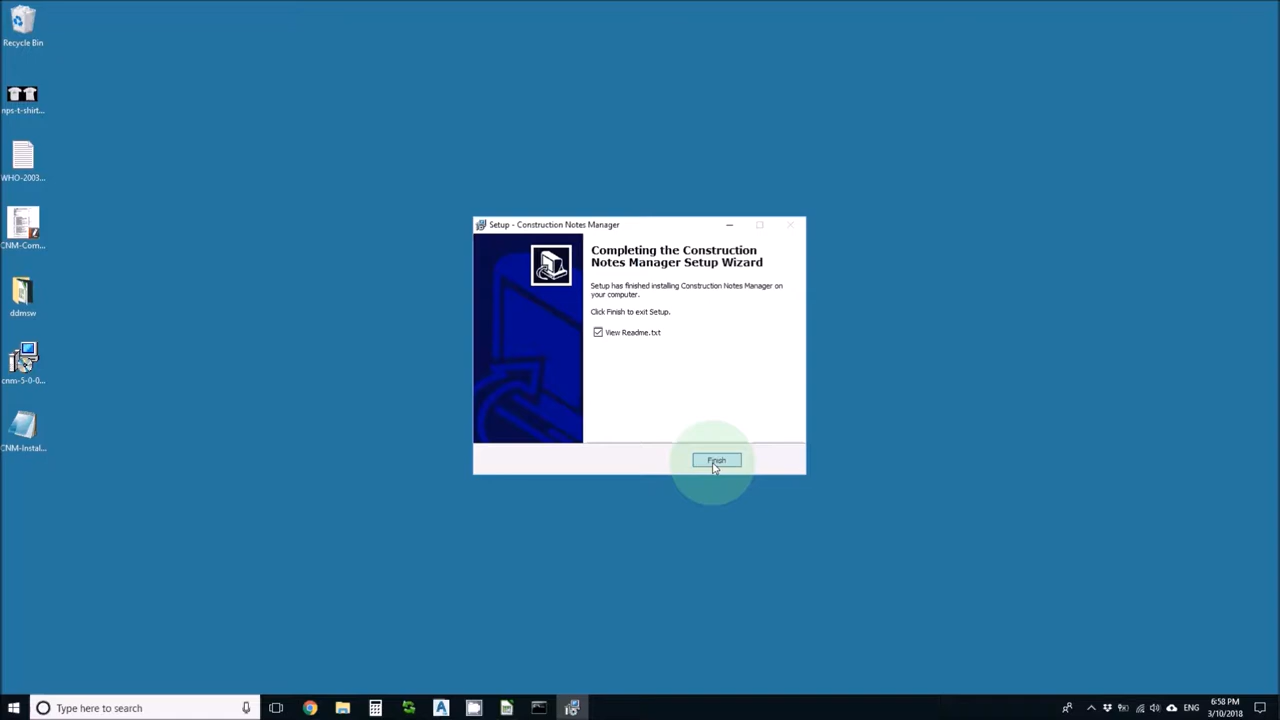 Recycle Bin
nps-t-shirt...
WHO-2003...
CNM-Com...
ddmsw
cnm-5-0-0...
CNM-Instal...
Setup - Construction Notes Manager
Completing the Construction
Notes Manager Setup Wizard
Setup has finished installing Construction Notes Manager on
your computer.
Click Finish to exit Setup.
View Readme.txt
Finish
Type here to search
ENG
6:58 PM
3/10/2018